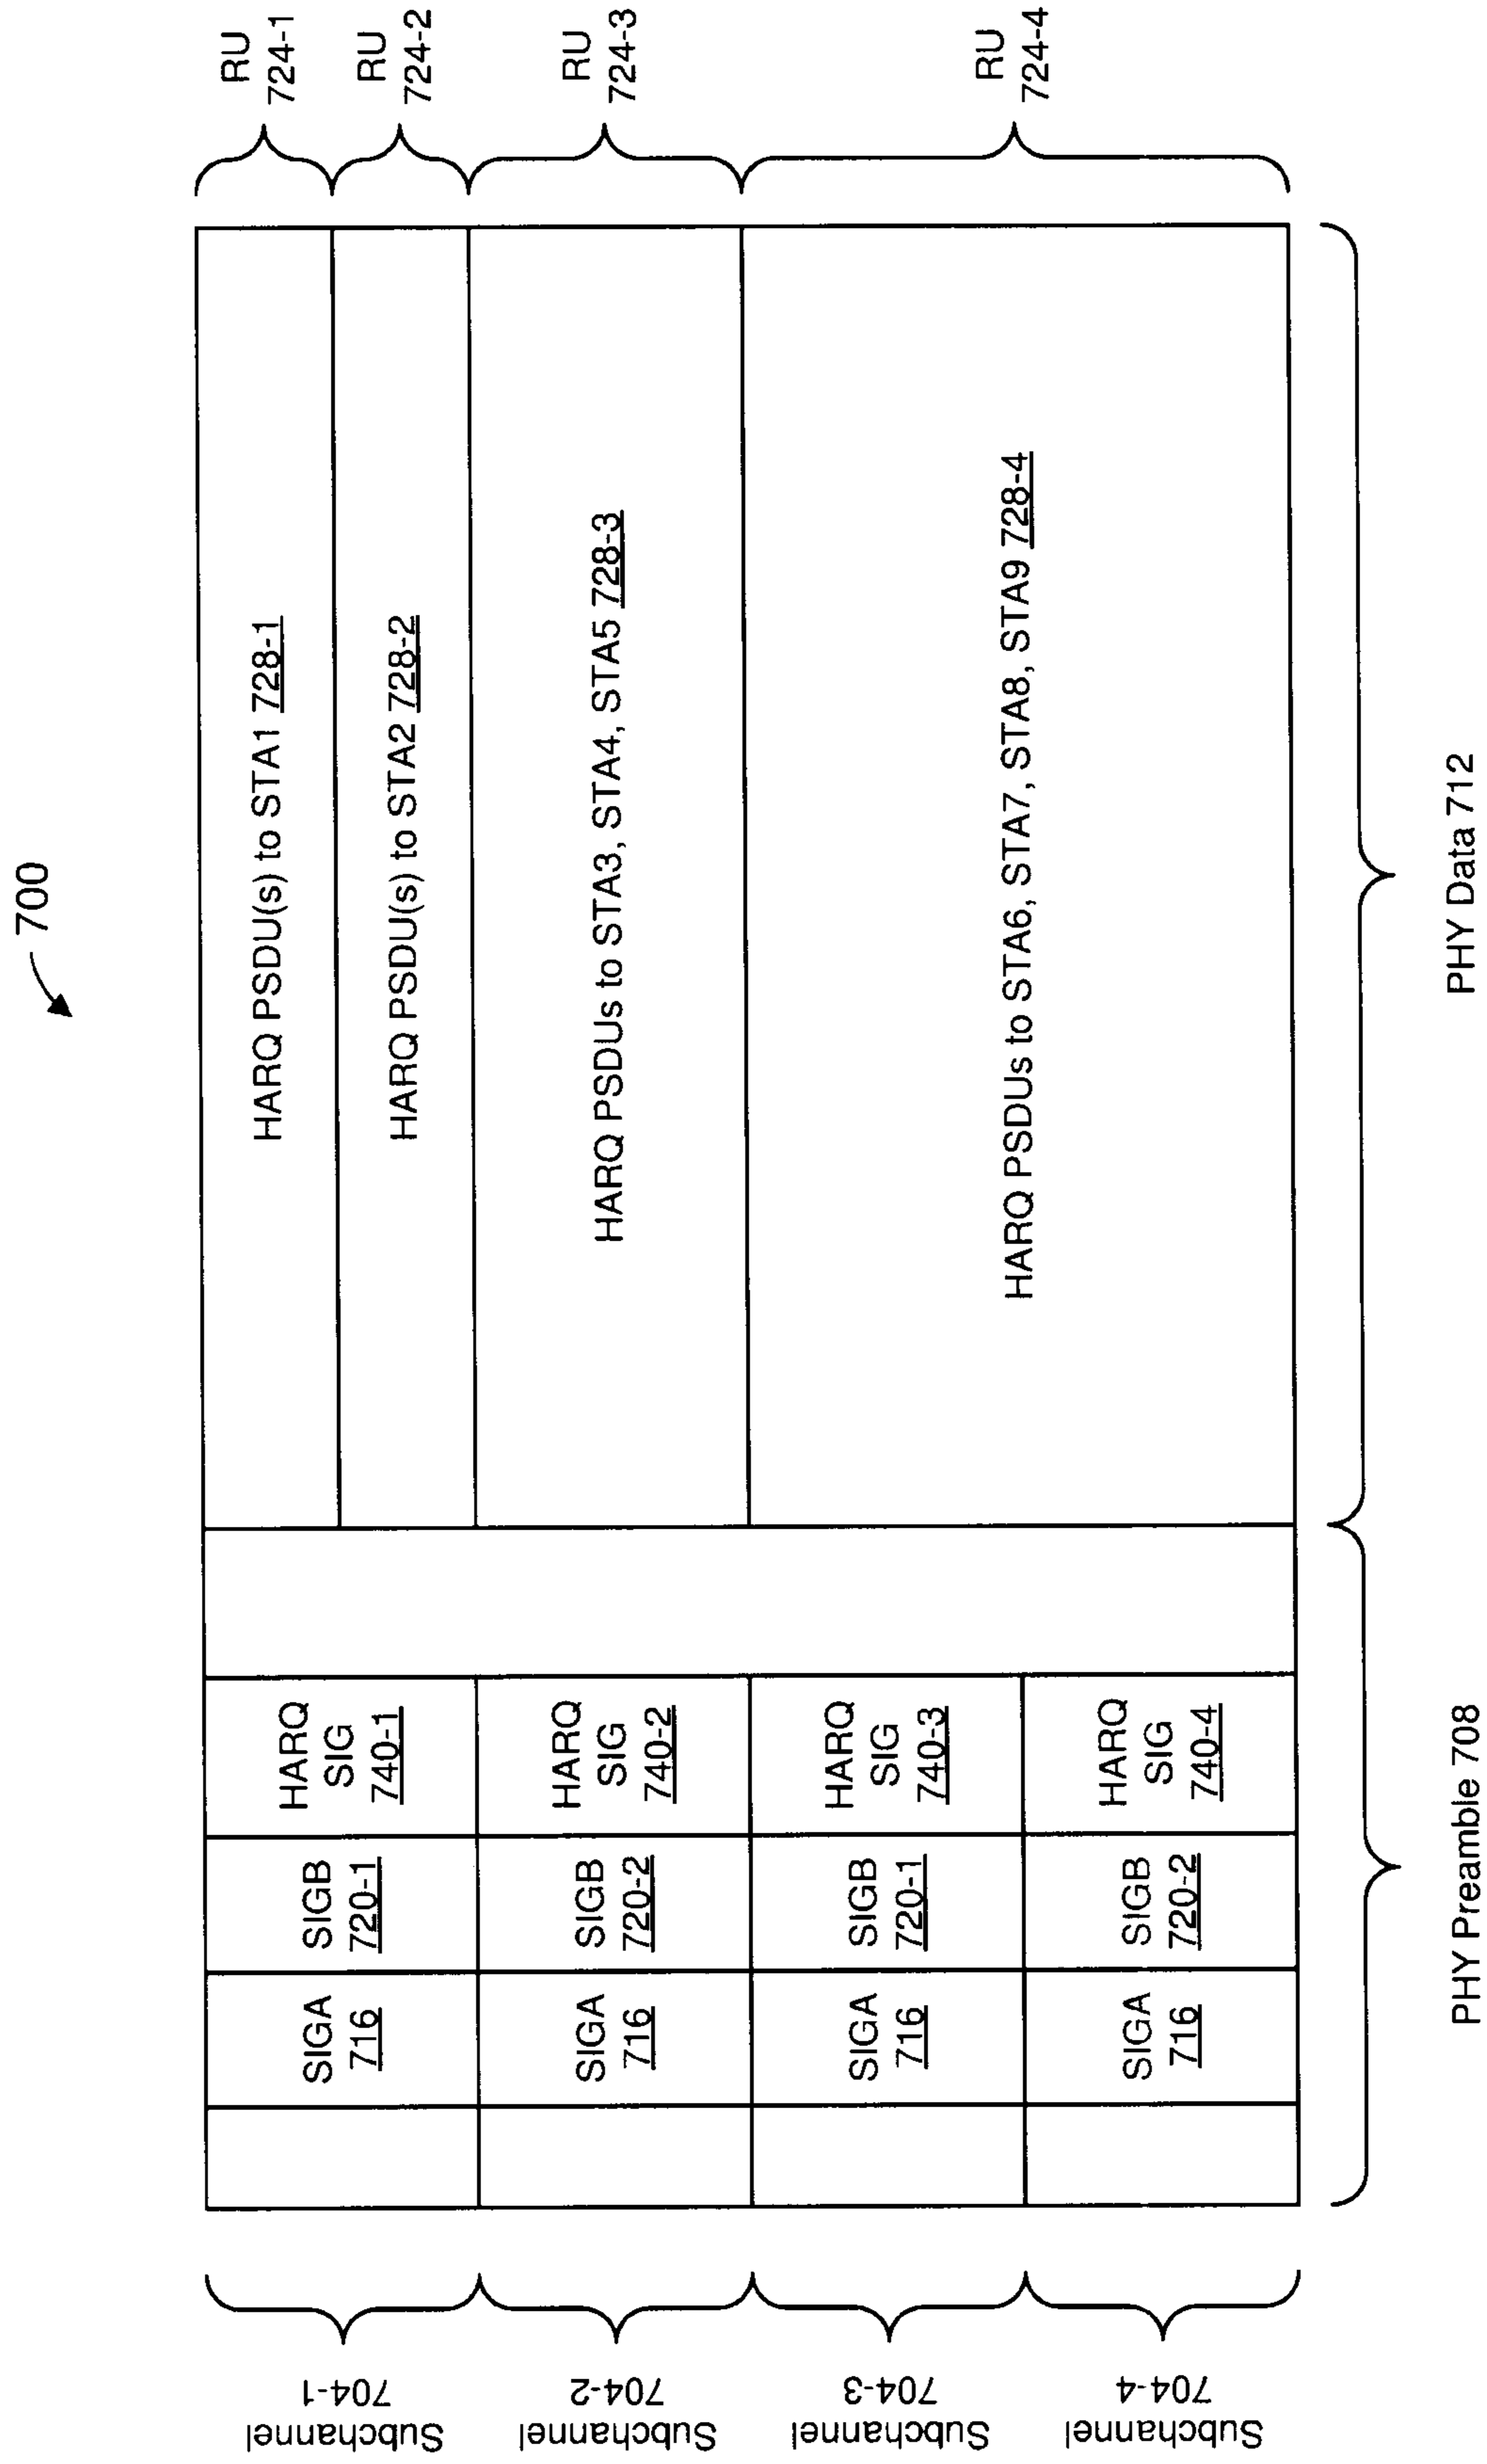 700
Subchannel
704-1
Subchannel
704-2
Subchannel
704-3
Subchannel
704-4
SIGA
716
SIGB
720-1
HARQ
SIG
740-1
SIGA
716
SIGB
720-2
HARQ
SIG
740-2
SIGA
716
SIGB
720-1
HARQ
SIG
740-3
SIGA
716
SIGB
720-2
HARQ
SIG
740-4
HARQ PSDU(s) to STA1 728-1
HARQ PSDU(s) to STA2 728-2
HARQ PSDUs to STA3, STA4, STA5 728-3
HARQ PSDUs to STA6, STA7, STA8, STA9 728-4
RU
724-1
RU
724-2
RU
724-3
RU
724-4
PHY Preamble 708
PHY Data 712